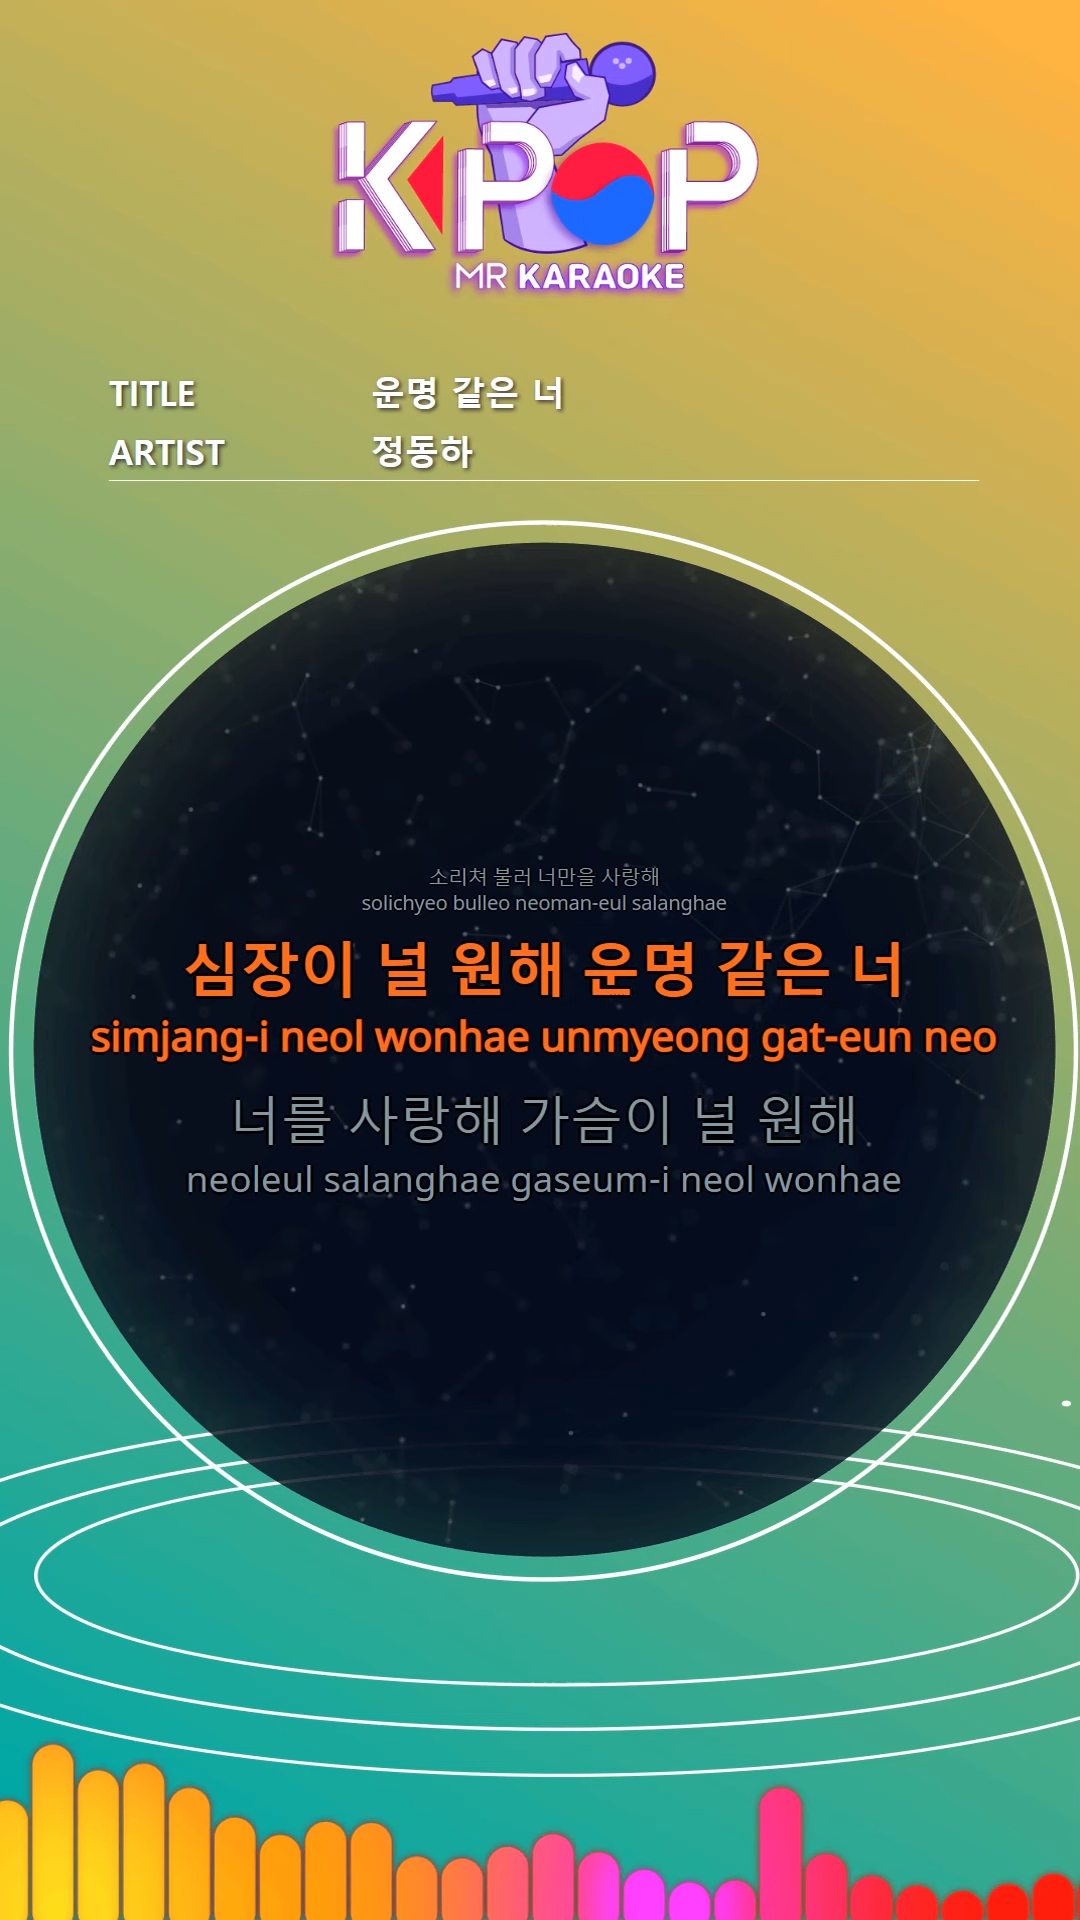 KPOP
MR KARAOKE
TITLE 운명 같은 너
ARTIST 정동하
소리쳐 불러 너만을 사랑해
solichyeo bulleo neoman-eul salanghae
심장이 널 원해 운명 같은 너
simjang-i neol wonhae unmyeong gat-eun neo
너를 사랑해 가슴이 널 원해
neoleul salanghae gaseum-i neol wonhae